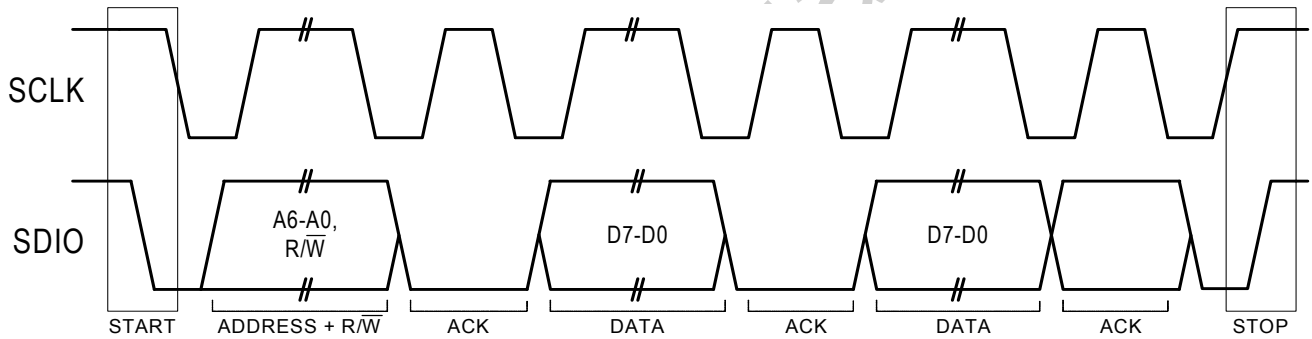 SCLK
SDIO
A6-A0,
R/W̅
D7-D0
D7-D0
START
ADDRESS + R/W̅
ACK
DATA
ACK
DATA
ACK
STOP